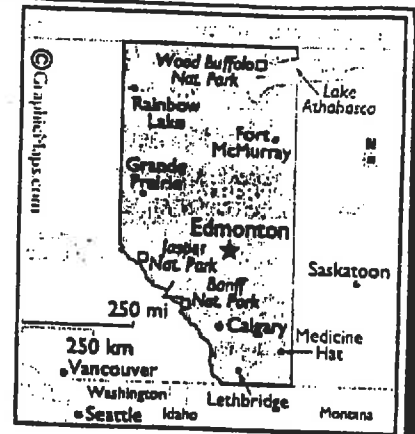 ©GraphicMaps.com
Wood Buffalo
Nat. Park
Lake
Athabasca
Rainbow
Lake
Fort
McMurray
Grande
Prairie
Edmonton
Jasper
Nat. Park
Saskatoon
Banff
Nat. Park
250 mi
Calgary
250 km
Medicine
Hat
Vancouver
Washington
Lethbridge
Seattle
Idaho
Montana